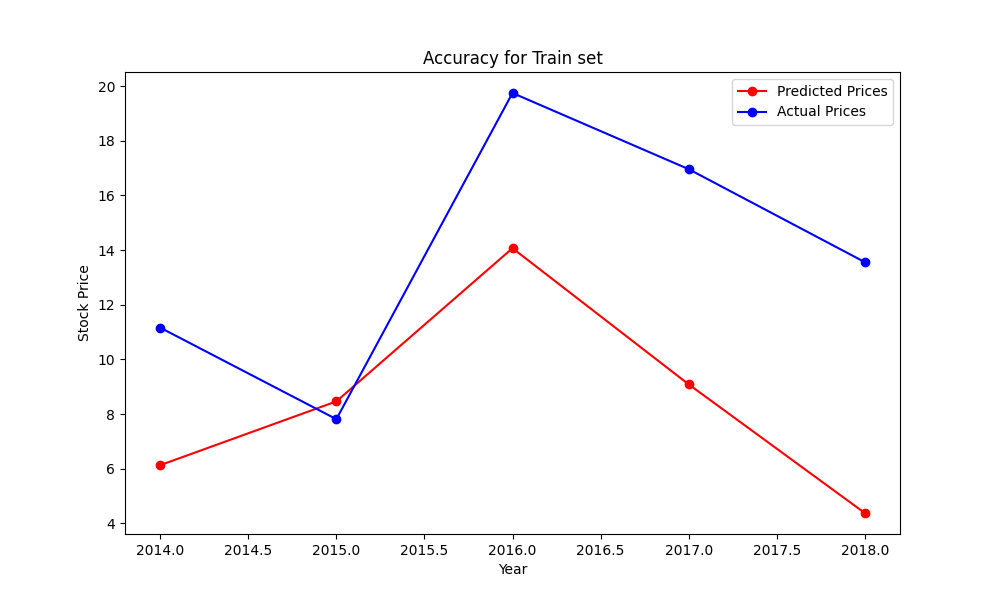 Accuracy for Train set
Predicted Prices
Actual Prices
20
18
16
14
12
10
8
6
4
Stock Price
2014.0 2014.5 2015.0 2015.5 2016.0 2016.5 2017.0 2017.5 2018.0
Year